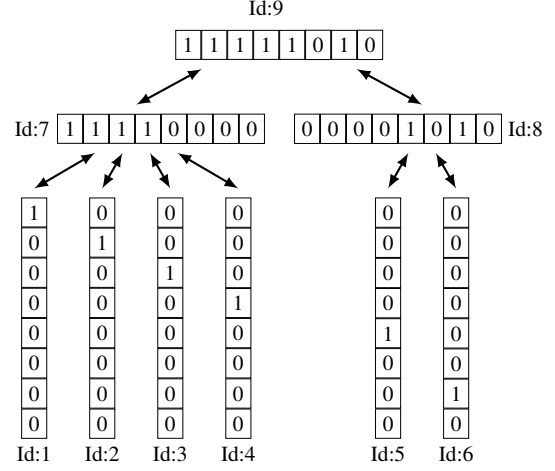 Id:9
1 1 1 1 1 0 1 0
Id:7 1 1 1 1 0 0 0 0 0 0 0 0 1 0 1 0 Id:8
1 0 0 0 0 0
0 1 0 0 0 0
0 0 1 0 0 0
0 0 0 1 0 0
0 0 0 0 1 0
0 0 0 0 0 0
0 0 0 0 0 1
0 0 0 0 0 0
Id:1 Id:2 Id:3 Id:4 Id:5 Id:6